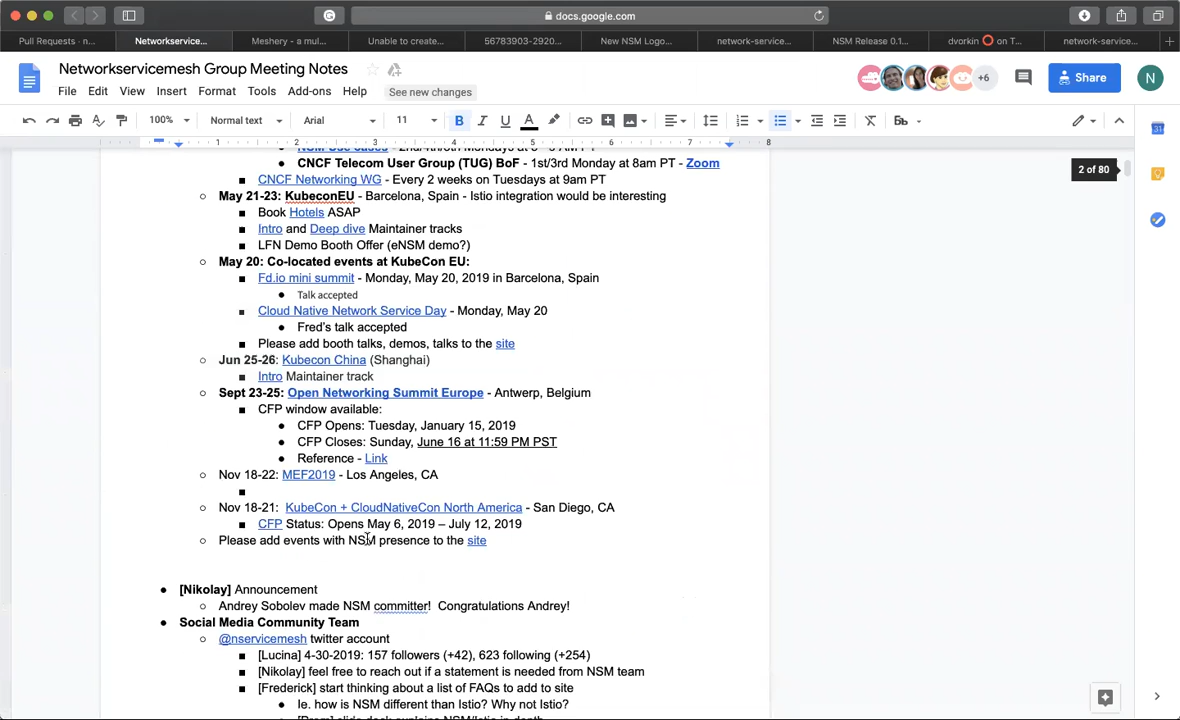 docs.google.com
Pull Requests · n...
Networkservice...
Meshery - a mul...
Unable to create...
56783903-2920...
New NSM Logo...
network-service...
NSM Release 0.1...
dvorkin ⭕ on T...
network-service...
Networkservicemesh Group Meeting Notes
File Edit View Insert Format Tools Add-ons Help See new changes
+6
Share
N
100% Normal text Arial 11 B I U A
1 2 3 4 5 6 7 8
2 of 80
31
CNCF Telecom User Group (TUG) BoF - 1st/3rd Monday at 8am PT - Zoom
CNCF Networking WG - Every 2 weeks on Tuesdays at 9am PT
May 21-23: KubeconEU - Barcelona, Spain - Istio integration would be interesting
Book Hotels ASAP
Intro and Deep dive Maintainer tracks
LFN Demo Booth Offer (eNSM demo?)
May 20: Co-located events at KubeCon EU:
Fd.io mini summit - Monday, May 20, 2019 in Barcelona, Spain
Talk accepted
Cloud Native Network Service Day - Monday, May 20
Fred's talk accepted
Please add booth talks, demos, talks to the site
Jun 25-26: Kubecon China (Shanghai)
Intro Maintainer track
Sept 23-25: Open Networking Summit Europe - Antwerp, Belgium
CFP window available:
CFP Opens: Tuesday, January 15, 2019
CFP Closes: Sunday, June 16 at 11:59 PM PST
Reference - Link
Nov 18-22: MEF2019 - Los Angeles, CA
Nov 18-21: KubeCon + CloudNativeCon North America - San Diego, CA
CFP Status: Opens May 6, 2019 – July 12, 2019
Please add events with NSM presence to the site
[Nikolay] Announcement
Andrey Sobolev made NSM committer! Congratulations Andrey!
Social Media Community Team
@nservicemesh twitter account
[Lucina] 4-30-2019: 157 followers (+42), 623 following (+254)
[Nikolay] feel free to reach out if a statement is needed from NSM team
[Frederick] start thinking about a list of FAQs to add to site
Ie. how is NSM different than Istio? Why not Istio?